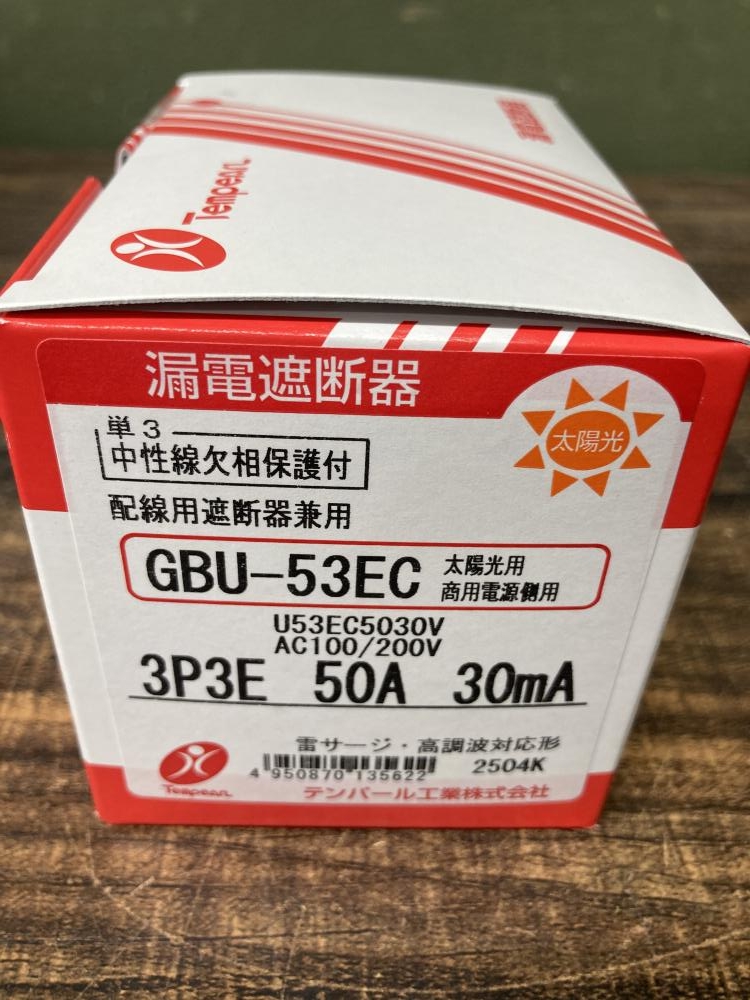 Tempearl
漏電遮断器
太陽光
単3
中性線欠相保護付
配線用遮断器兼用
GBU-53EC
太陽光用
商用電源側用
U53EC5030V
AC100/200V
3P3E 50A 30mA
雷サージ・高調波対応形
4 950870 135622
2504K
Tempearl
テンパール工業株式会社